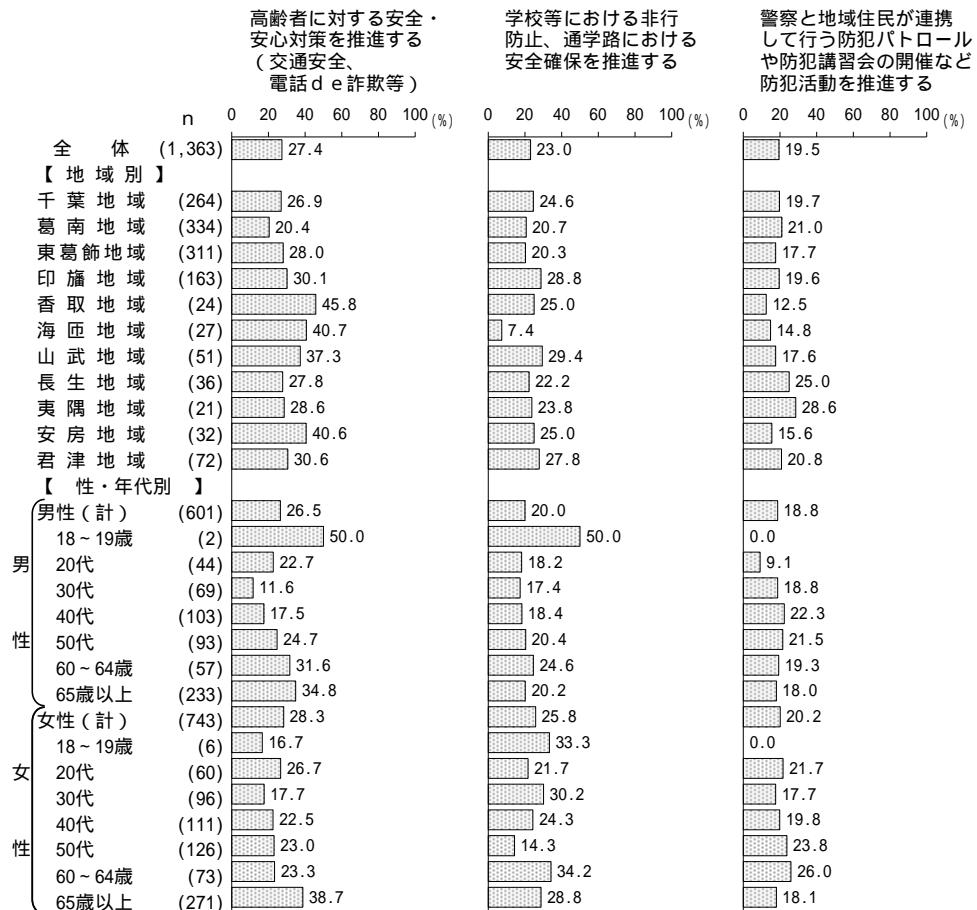 高齢者に対する安全・
安心対策を推進する
（交通安全、
電話ｄｅ詐欺等）
学校等における非行
防止、通学路における
安全確保を推進する
警察と地域住民が連携
して行う防犯パトロール
や防犯講習会の開催など
防犯活動を推進する
n 0 20 40 60 80 100 (%) 0 20 40 60 80 100 (%) 0 20 40 60 80 100 (%)
全 体 (1,363) 27.4 23.0 19.5
【 地 域 別 】
千 葉 地 域 (264) 26.9 24.6 19.7
葛 南 地 域 (334) 20.4 20.7 21.0
東葛飾地域 (311) 28.0 20.3 17.7
印 旛 地 域 (163) 30.1 28.8 19.6
香 取 地 域 (24) 45.8 25.0 12.5
海 匝 地 域 (27) 40.7 7.4 14.8
山 武 地 域 (51) 37.3 29.4 17.6
長 生 地 域 (36) 27.8 22.2 25.0
夷 隅 地 域 (21) 28.6 23.8 28.6
安 房 地 域 (32) 40.6 25.0 15.6
君 津 地 域 (72) 30.6 27.8 20.8
【 性・年代別 】
男性（計） (601) 26.5 20.0 18.8
18～19歳 (2) 50.0 50.0 0.0
男 20代 (44) 22.7 18.2 9.1
30代 (69) 11.6 17.4 18.8
40代 (103) 17.5 18.4 22.3
性 50代 (93) 24.7 20.4 21.5
60～64歳 (57) 31.6 24.6 19.3
65歳以上 (233) 34.8 20.2 18.0
女性（計） (743) 28.3 25.8 20.2
18～19歳 (6) 16.7 33.3 0.0
女 20代 (60) 26.7 21.7 21.7
30代 (96) 17.7 30.2 17.7
40代 (111) 22.5 24.3 19.8
性 50代 (126) 23.0 14.3 23.8
60～64歳 (73) 23.3 34.2 26.0
65歳以上 (271) 38.7 28.8 18.1